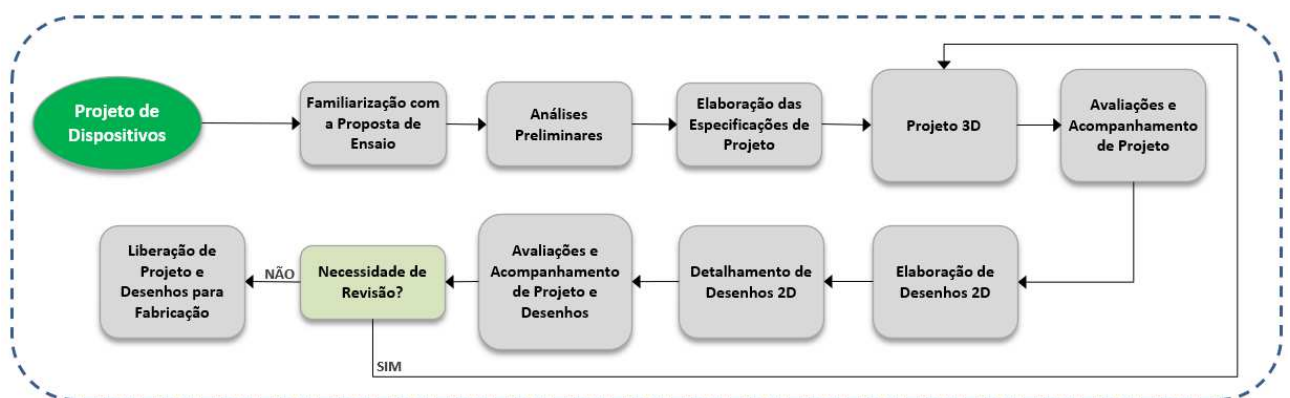 Projeto de
Dispositivos
Familiarização com
a Proposta de
Ensaio
Análises
Preliminares
Elaboração das
Especificações de
Projeto
Projeto 3D
Avaliações e
Acompanhamento
de Projeto
Liberação de
Projeto e
Desenhos para
Fabricação
NÃO
Necessidade de
Revisão?
SIM
Avaliações e
Acompanhamento
de Projeto e
Desenhos
Detalhamento de
Desenhos 2D
Elaboração de
Desenhos 2D